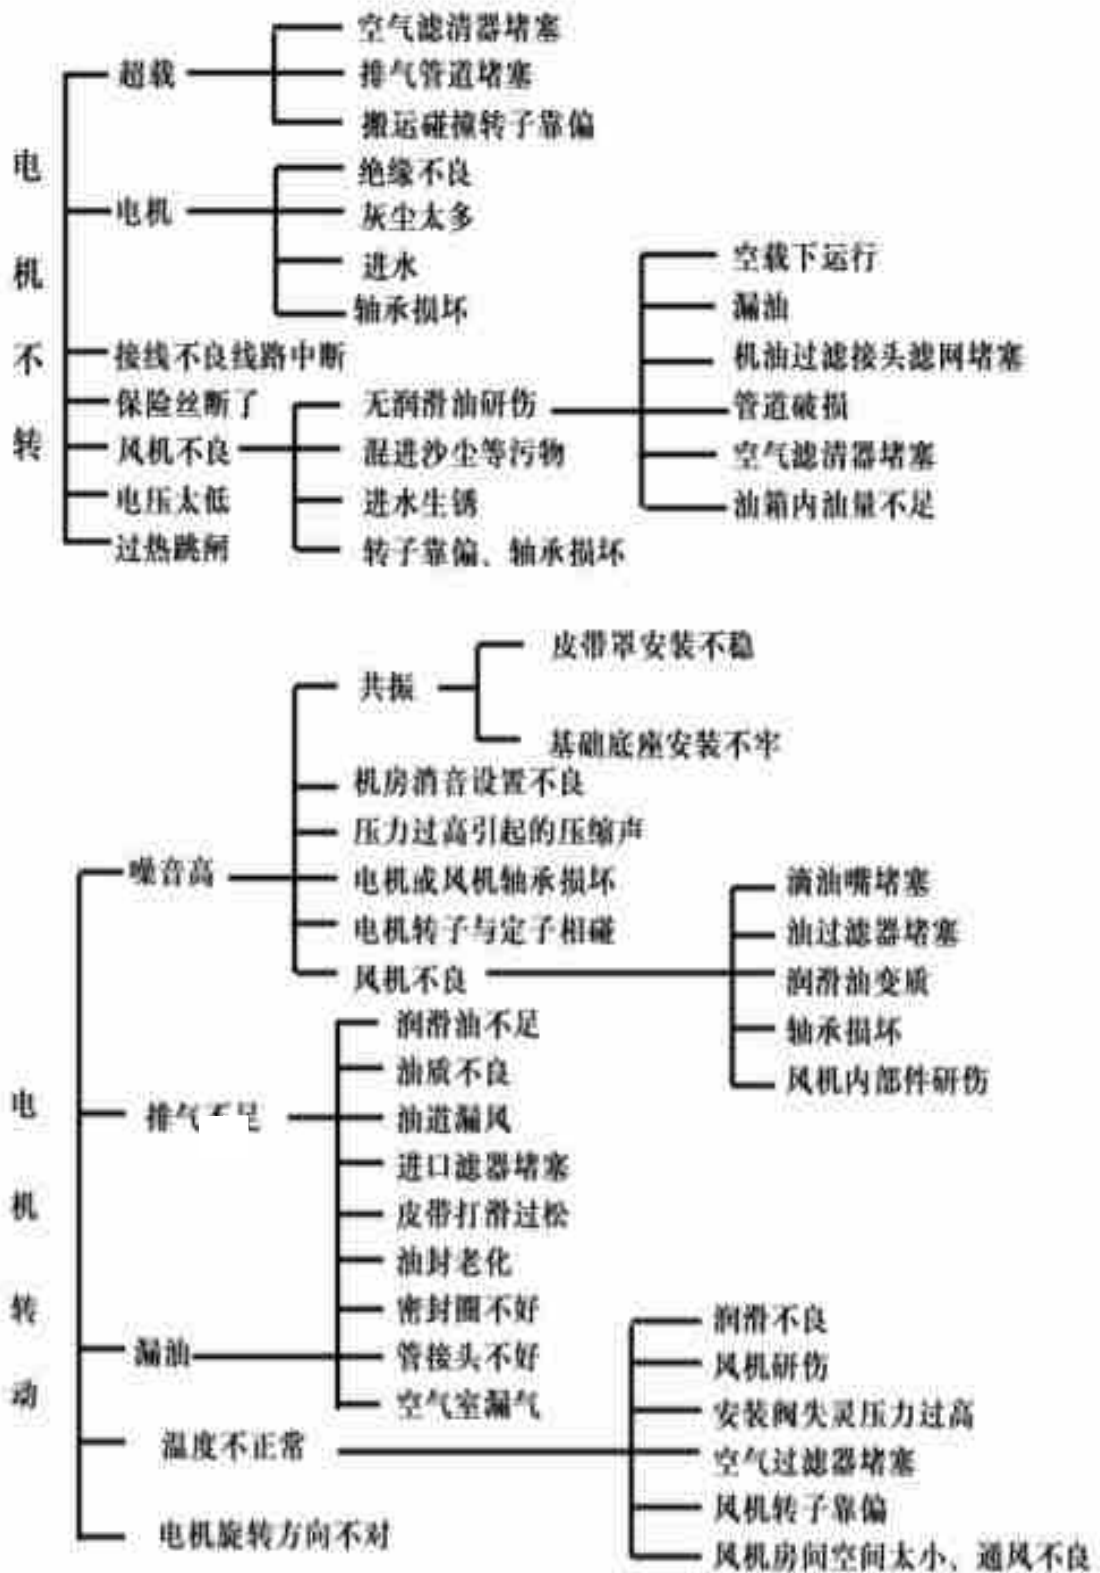 电机不转
超载
空气滤清器堵塞
排气管道堵塞
搬运碰撞转子靠偏
电机
绝缘不良
灰尘太多
进水
轴承损坏
接线不良线路中断
保险丝断了
风机不良
无润滑油研伤
空载下运行
漏油
机油过滤接头滤网堵塞
管道破损
空气滤清器堵塞
油箱内油量不足
混进沙尘等污物
进水生锈
转子靠偏、轴承损坏
电压太低
过热跳闸
电机转动
噪音高
共振
皮带罩安装不稳
基础底座安装不牢
机房消音设置不良
压力过高引起的压缩声
电机或风机轴承损坏
电机转子与定子相碰
风机不良
滴油嘴堵塞
油过滤器堵塞
润滑油变质
轴承损坏
风机内部件研伤
排气不足
润滑油不足
油质不良
油道漏风
进口滤器堵塞
皮带打滑过松
油封老化
密封圈不好
管接头不好
空气室漏气
漏油
温度不正常
润滑不良
风机研伤
安装阀失灵压力过高
空气过滤器堵塞
风机转子靠偏
风机房间空间太小、通风不良
电机旋转方向不对